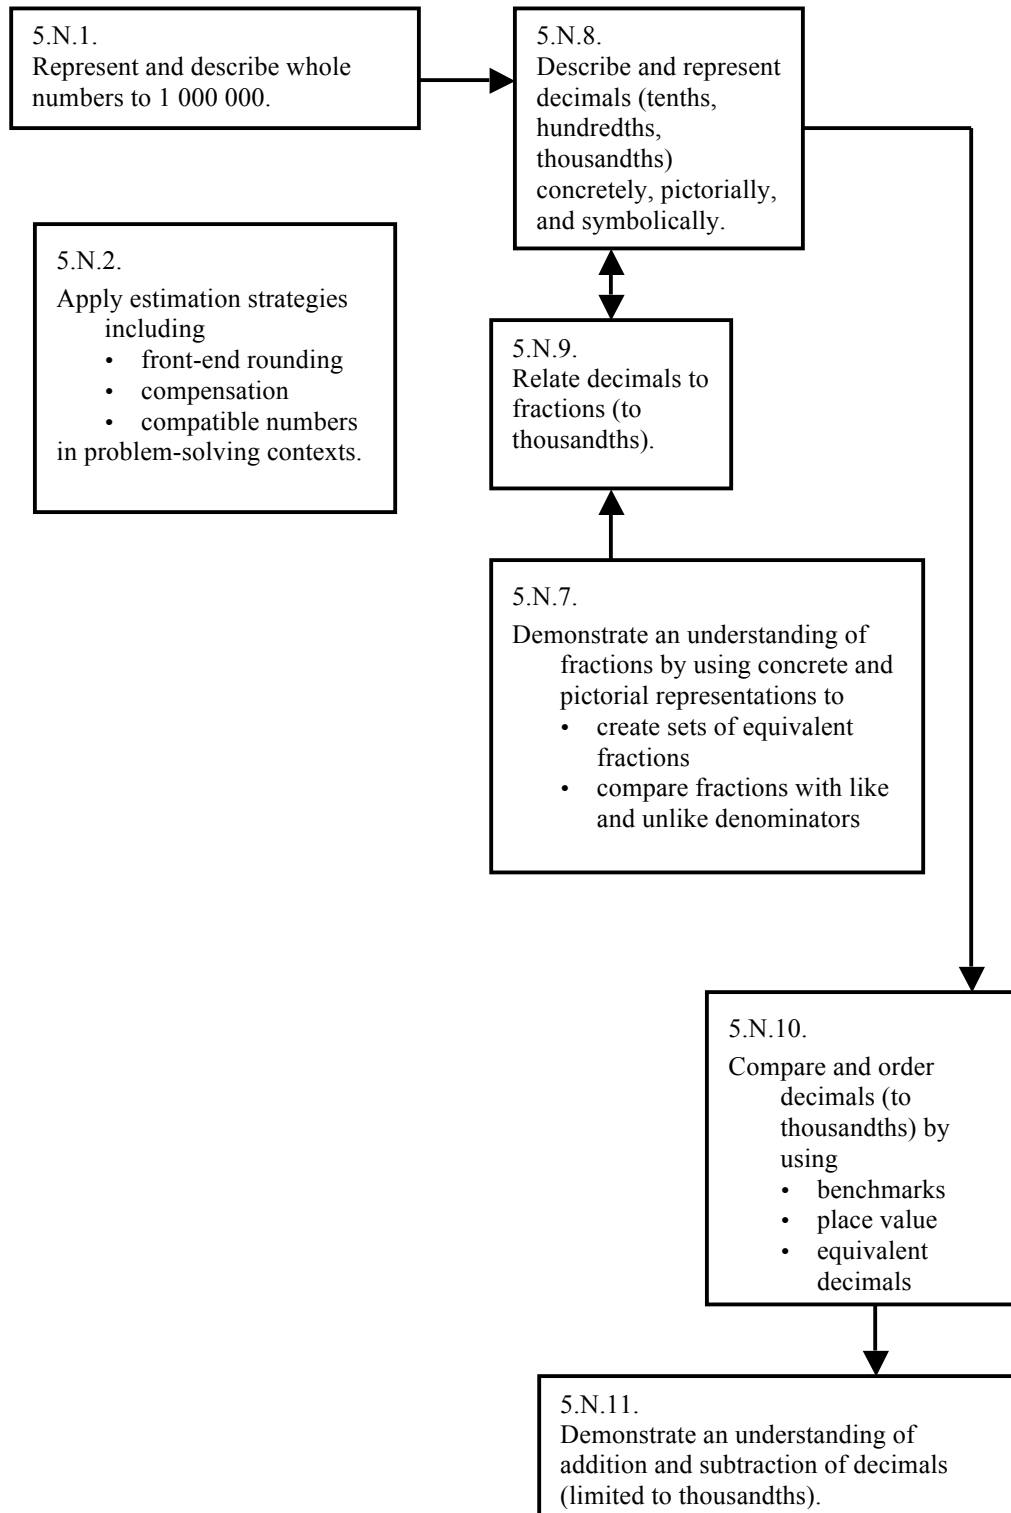 5.N.1.
Represent and describe whole
numbers to 1 000 000.
5.N.8.
Describe and represent
decimals (tenths,
hundredths,
thousandths)
concretely, pictorially,
and symbolically.
5.N.2.
Apply estimation strategies
including
• front-end rounding
• compensation
• compatible numbers
in problem-solving contexts.
5.N.9.
Relate decimals to
fractions (to
thousandths).
5.N.7.
Demonstrate an understanding of
fractions by using concrete and
pictorial representations to
• create sets of equivalent
fractions
• compare fractions with like
and unlike denominators
5.N.10.
Compare and order
decimals (to
thousandths) by
using
• benchmarks
• place value
• equivalent
decimals
5.N.11.
Demonstrate an understanding of
addition and subtraction of decimals
(limited to thousandths).